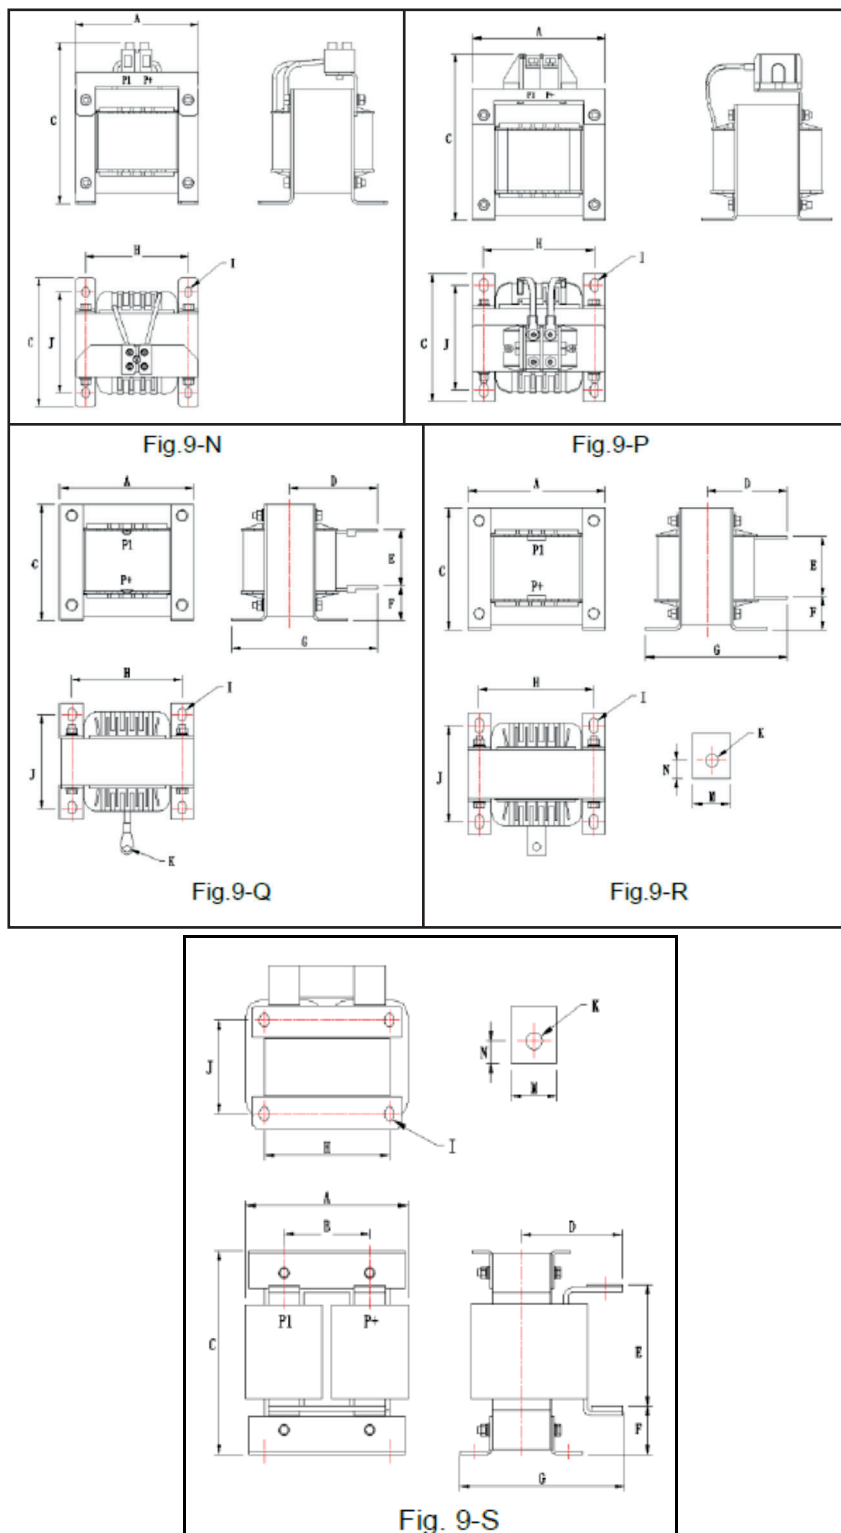 A
C
P1 P+
H
I
C
J
A
C
P1 P+
H
I
G
J
Fig.9-N
Fig.9-P
A
C
P1
P+
D
E
F
G
H
I
J
K
Fig.9-Q
A
C
P1
P+
D
E
F
G
H
I
J
K
N
M
Fig.9-R
J
H
I
K
N
M
A
B
C
P1
P+
D
E
F
G
Fig. 9-S